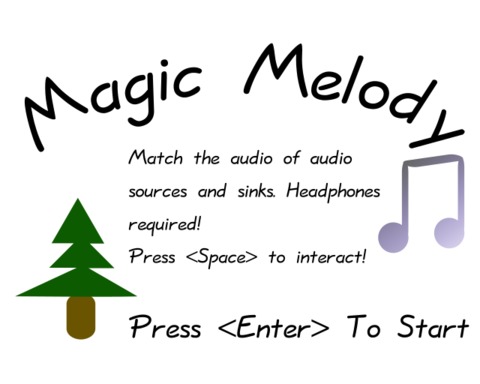 Magic Melody
Match the audio of audio
sources and sinks. Headphones
required!
Press <Space> to interact!
Press <Enter> To Start